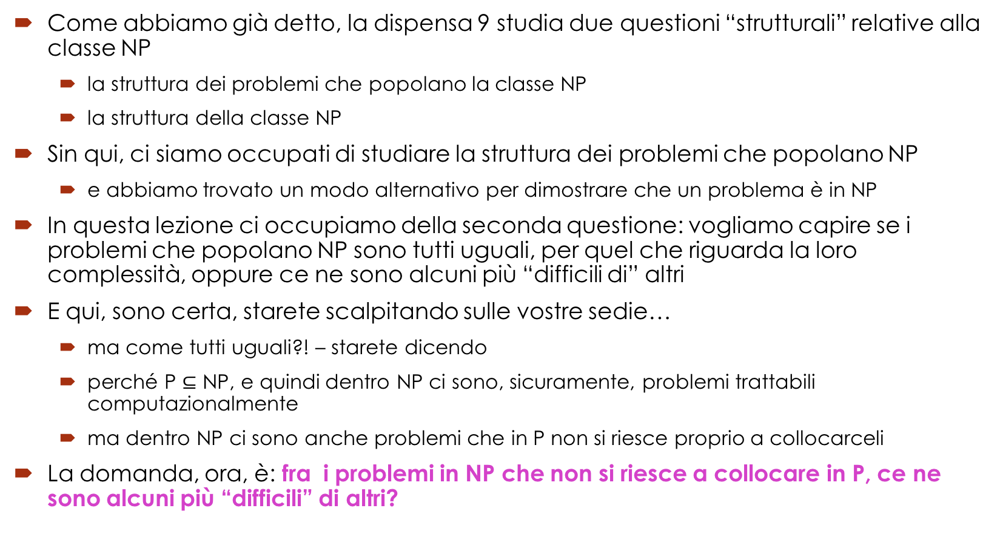 Come abbiamo già detto, la dispensa 9 studia due questioni “strutturali” relative alla
classe NP
la struttura dei problemi che popolano la classe NP
la struttura della classe NP
Sin qui, ci siamo occupati di studiare la struttura dei problemi che popolano NP
e abbiamo trovato un modo alternativo per dimostrare che un problema è in NP
In questa lezione ci occupiamo della seconda questione: vogliamo capire se i
problemi che popolano NP sono tutti uguali, per quel che riguarda la loro
complessità, oppure ce ne sono alcuni più “difficili di” altri
E qui, sono certa, starete scalpitando sulle vostre sedie…
ma come tutti uguali?! – starete dicendo
perché P ⊆ NP, e quindi dentro NP ci sono, sicuramente, problemi trattabili
computazionalmente
ma dentro NP ci sono anche problemi che in P non si riesce proprio a collocarceli
La domanda, ora, è: fra  i problemi in NP che non si riesce a collocare in P, ce ne
sono alcuni più “difficili” di altri?